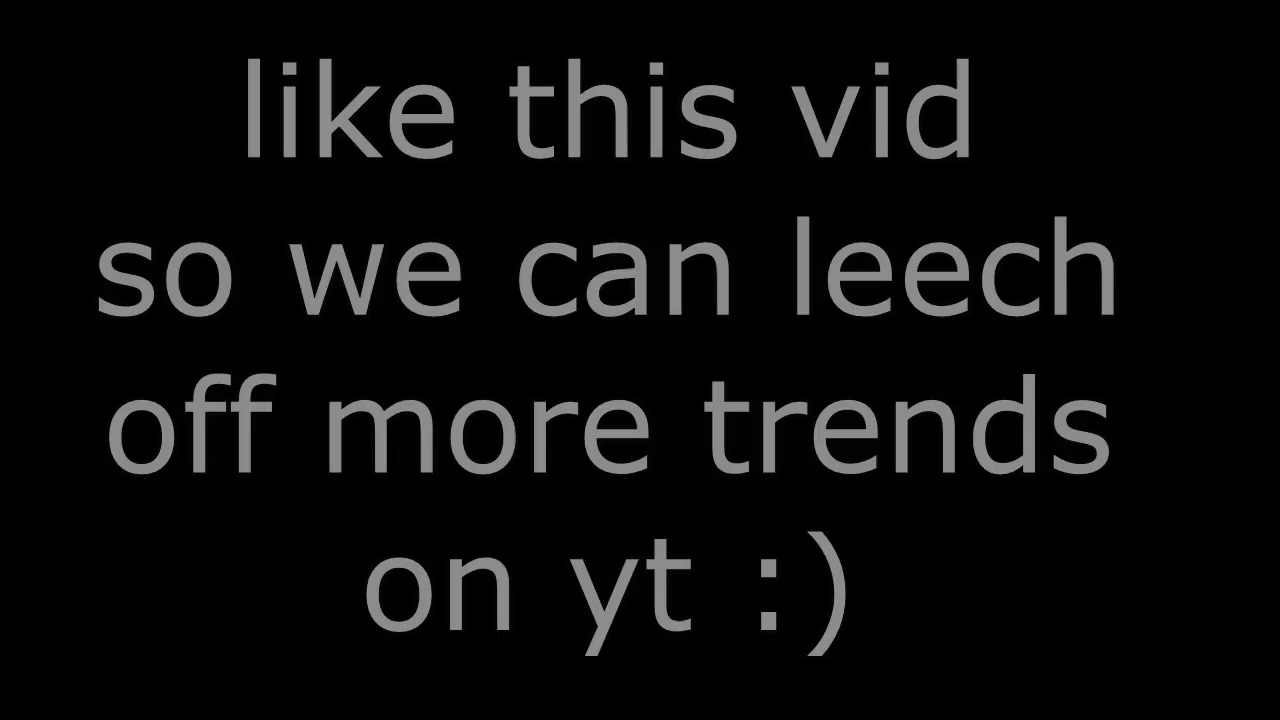 like this vid
so we can leech
off more trends
on yt :)